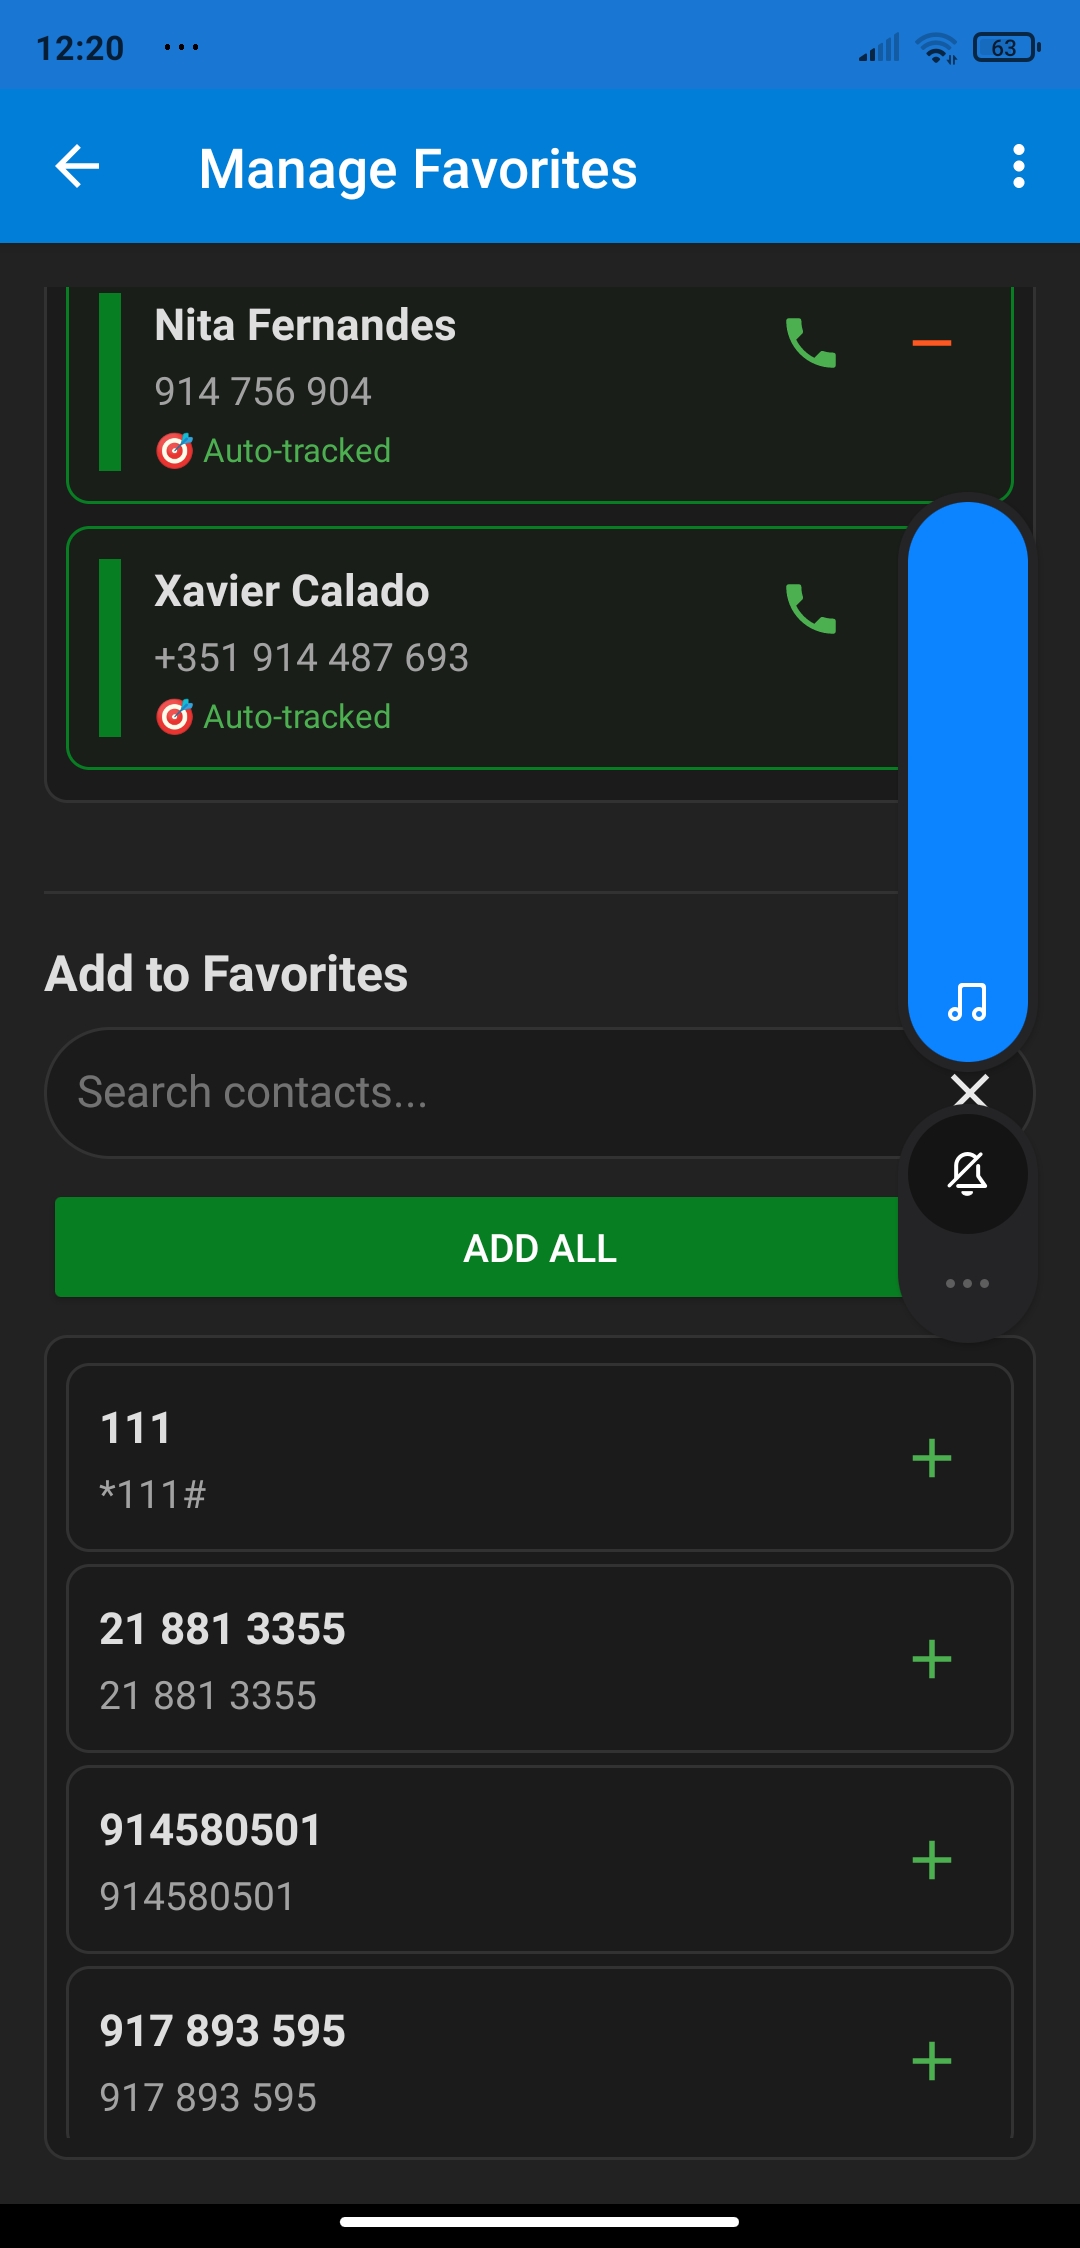 12:20
63
Manage Favorites
Nita Fernandes
914 756 904
Auto-tracked
Xavier Calado
+351 914 487 693
Auto-tracked
Add to Favorites
Search contacts...
ADD ALL
111
*111#
21 881 3355
21 881 3355
914580501
914580501
917 893 595
917 893 595